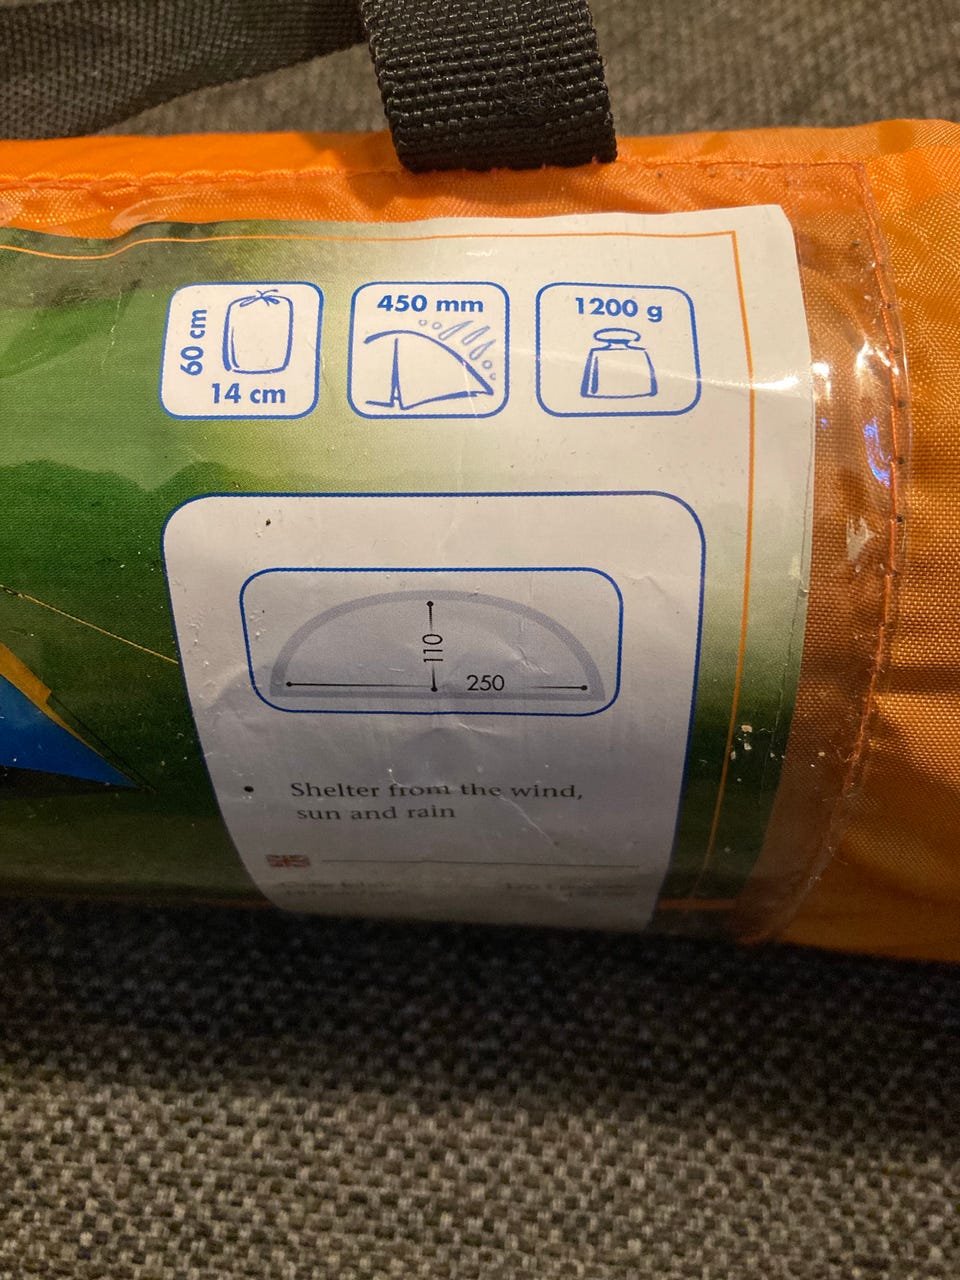 60 cm
14 cm
450 mm
1200 g
110
250
• Shelter from the wind,
sun and rain